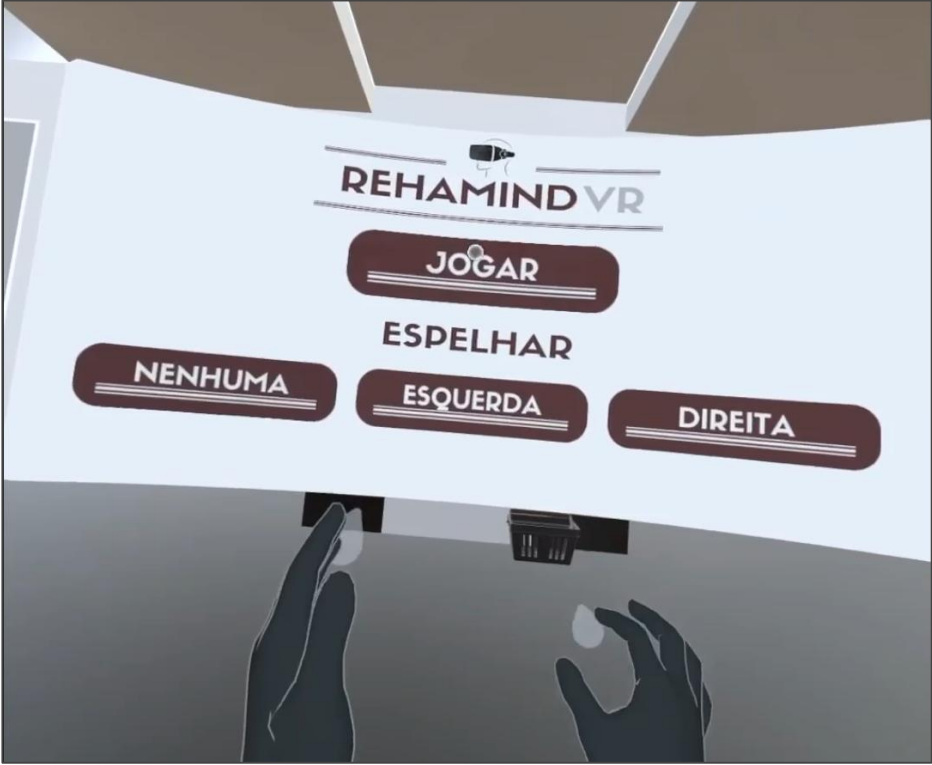 REHAMIND VR
JOGAR
ESPELHAR
NENHUMA
ESQUERDA
DIREITA